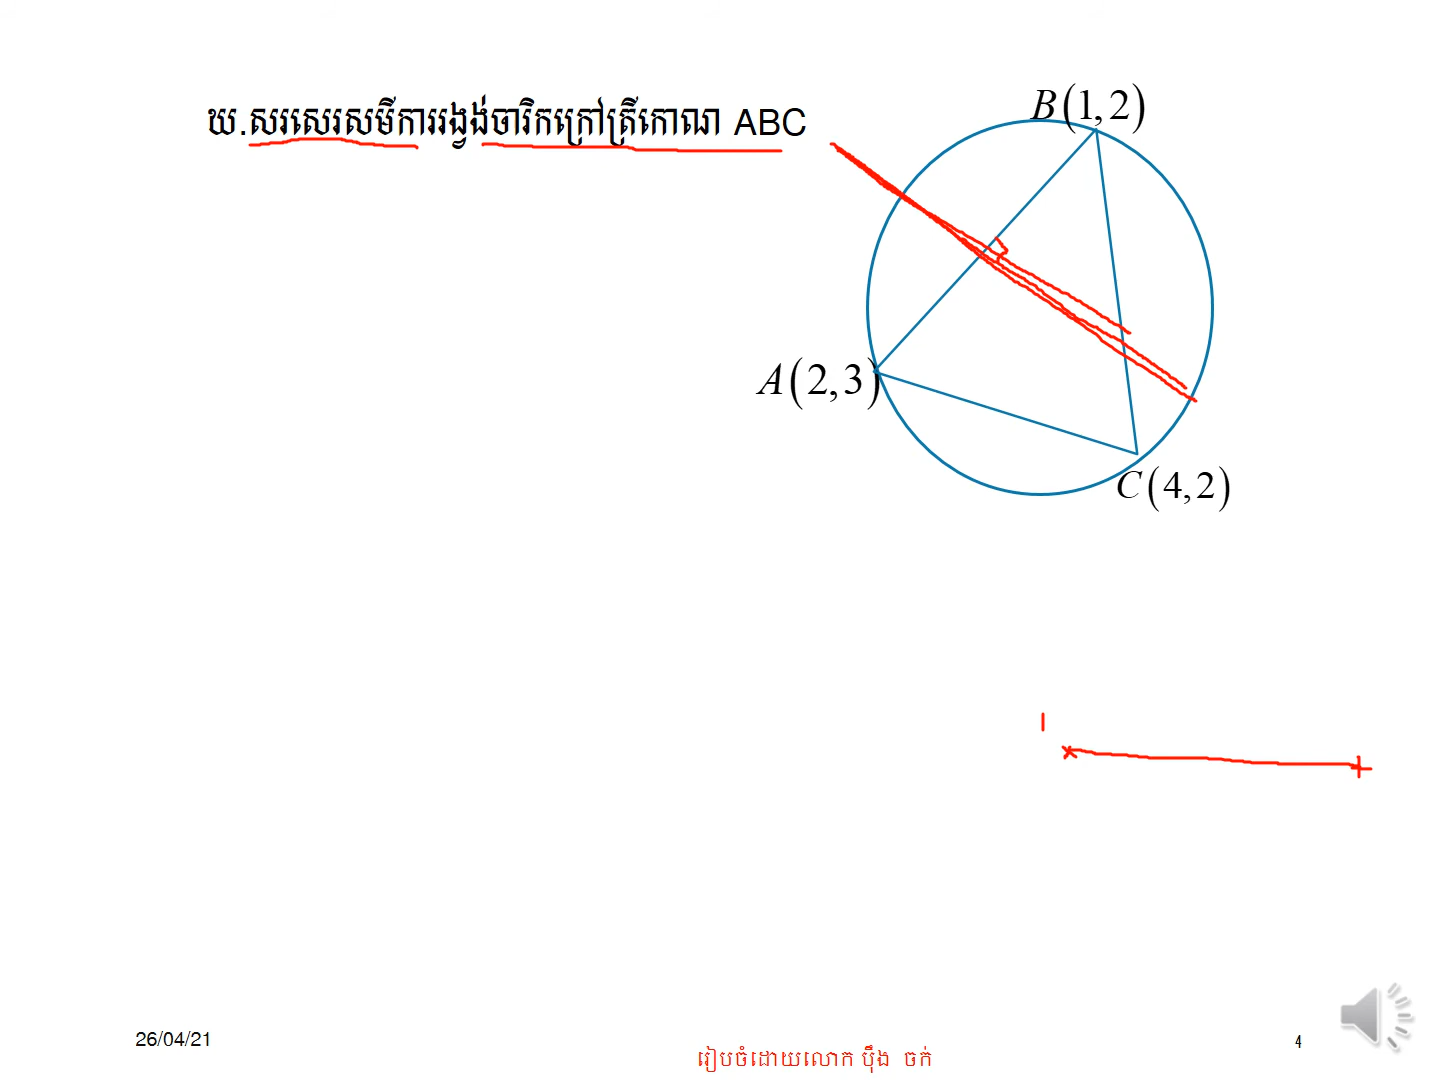 ឃ.សរសេរសមីការរង្វង់ចារិកក្រៅត្រីកោណ ABC
B(1,2)
A(2,3)
C(4,2)
26/04/21
រៀបចំដោយលោក ប៉ឹង ចក់
4